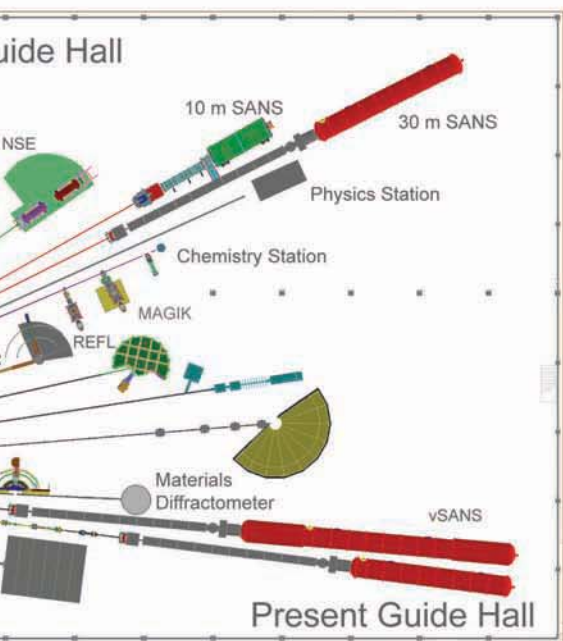 uide Hall
10 m SANS
30 m SANS
NSE
Physics Station
Chemistry Station
MAGIK
REFL
Materials
Diffractometer
vSANS
Present Guide Hall